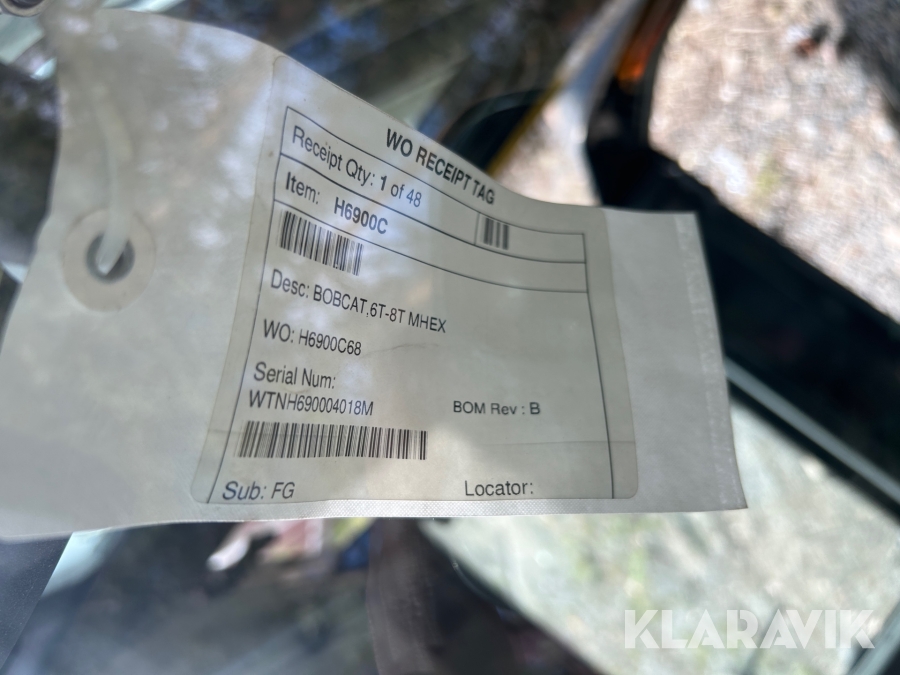 WO RECEIPT TAG
Receipt Qty: 1 of 48
Item: H6900C
Desc: BOBCAT,6T-8T MHEX
WO: H6900C68
Serial Num:
WTNH690004018M
BOM Rev : B
Sub: FG
Locator:
KLARAVIK